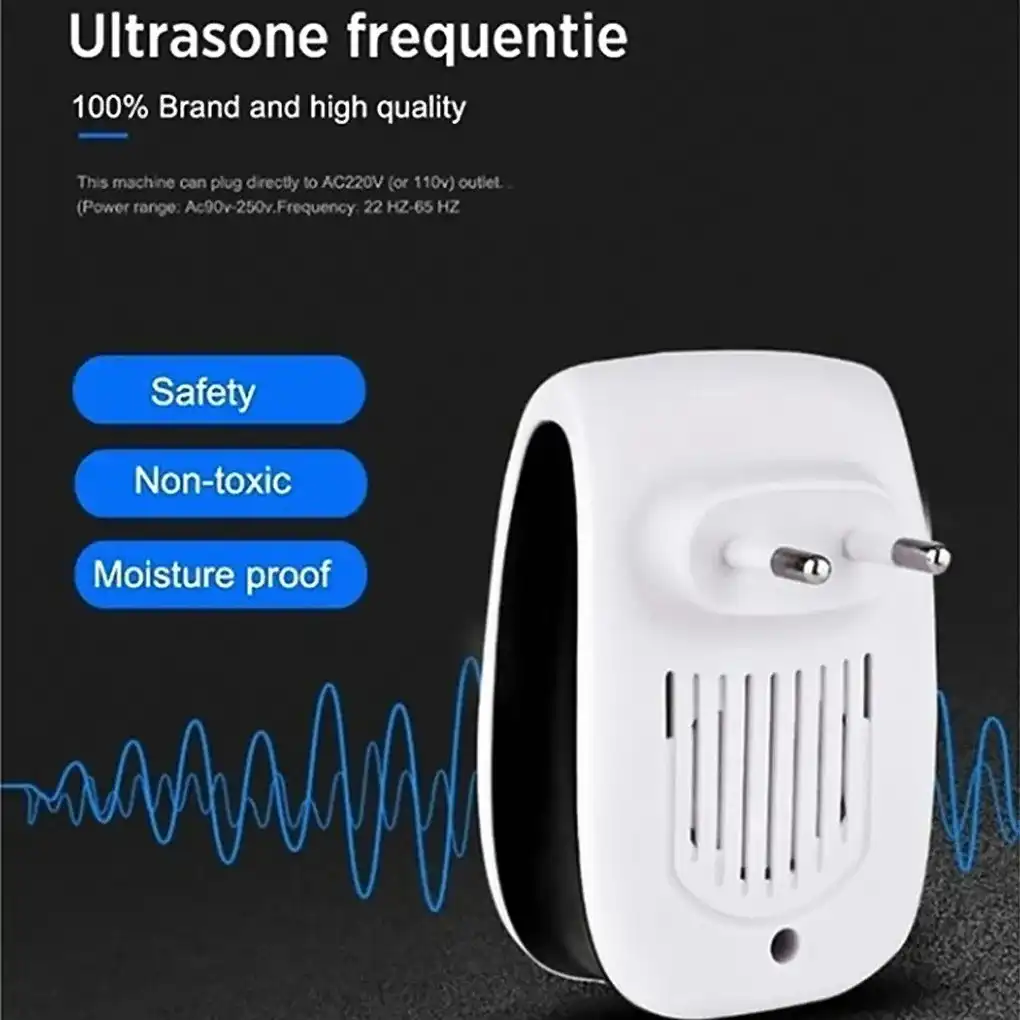 Ultrasone frequentie
100% Brand and high quality
This machine can plug directly to AC220V (or 110v) outlet. .
(Power range: Ac90v-250v.Frequency: 22 HZ-65 HZ
Safety
Non-toxic
Moisture proof